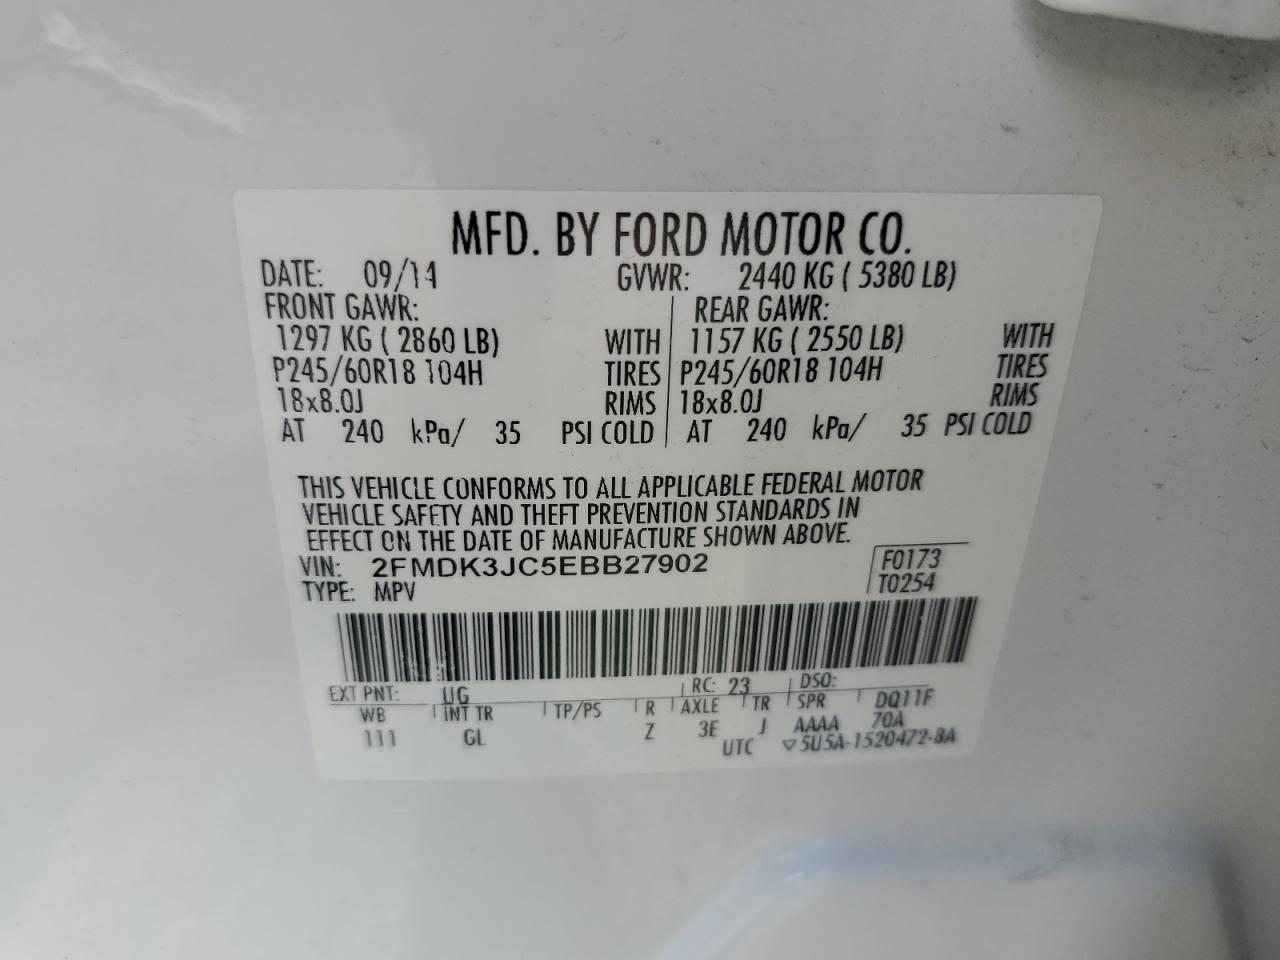 MFD. BY FORD MOTOR CO.
DATE: 09/14 GVWR: 2440 KG ( 5380 LB)
FRONT GAWR: REAR GAWR:
1297 KG ( 2860 LB) WITH 1157 KG ( 2550 LB) WITH
P245/60R18 104H TIRES P245/60R18 104H TIRES
18x8.0J RIMS 18x8.0J RIMS
AT 240 kPa/ 35 PSI COLD AT 240 kPa/ 35 PSI COLD
THIS VEHICLE CONFORMS TO ALL APPLICABLE FEDERAL MOTOR
VEHICLE SAFETY AND THEFT PREVENTION STANDARDS IN
EFFECT ON THE DATE OF MANUFACTURE SHOWN ABOVE.
VIN: 2FMDK3JC5EBB27902 F0173
TYPE: MPV T0254
EXT PNT: UG RC: 23 DSO:
WB INT TR TP/PS R AXLE TR SPR DQ11F
111 GL Z 3E J AAAA 70A
UTC ▽5U5A-1520472-BA